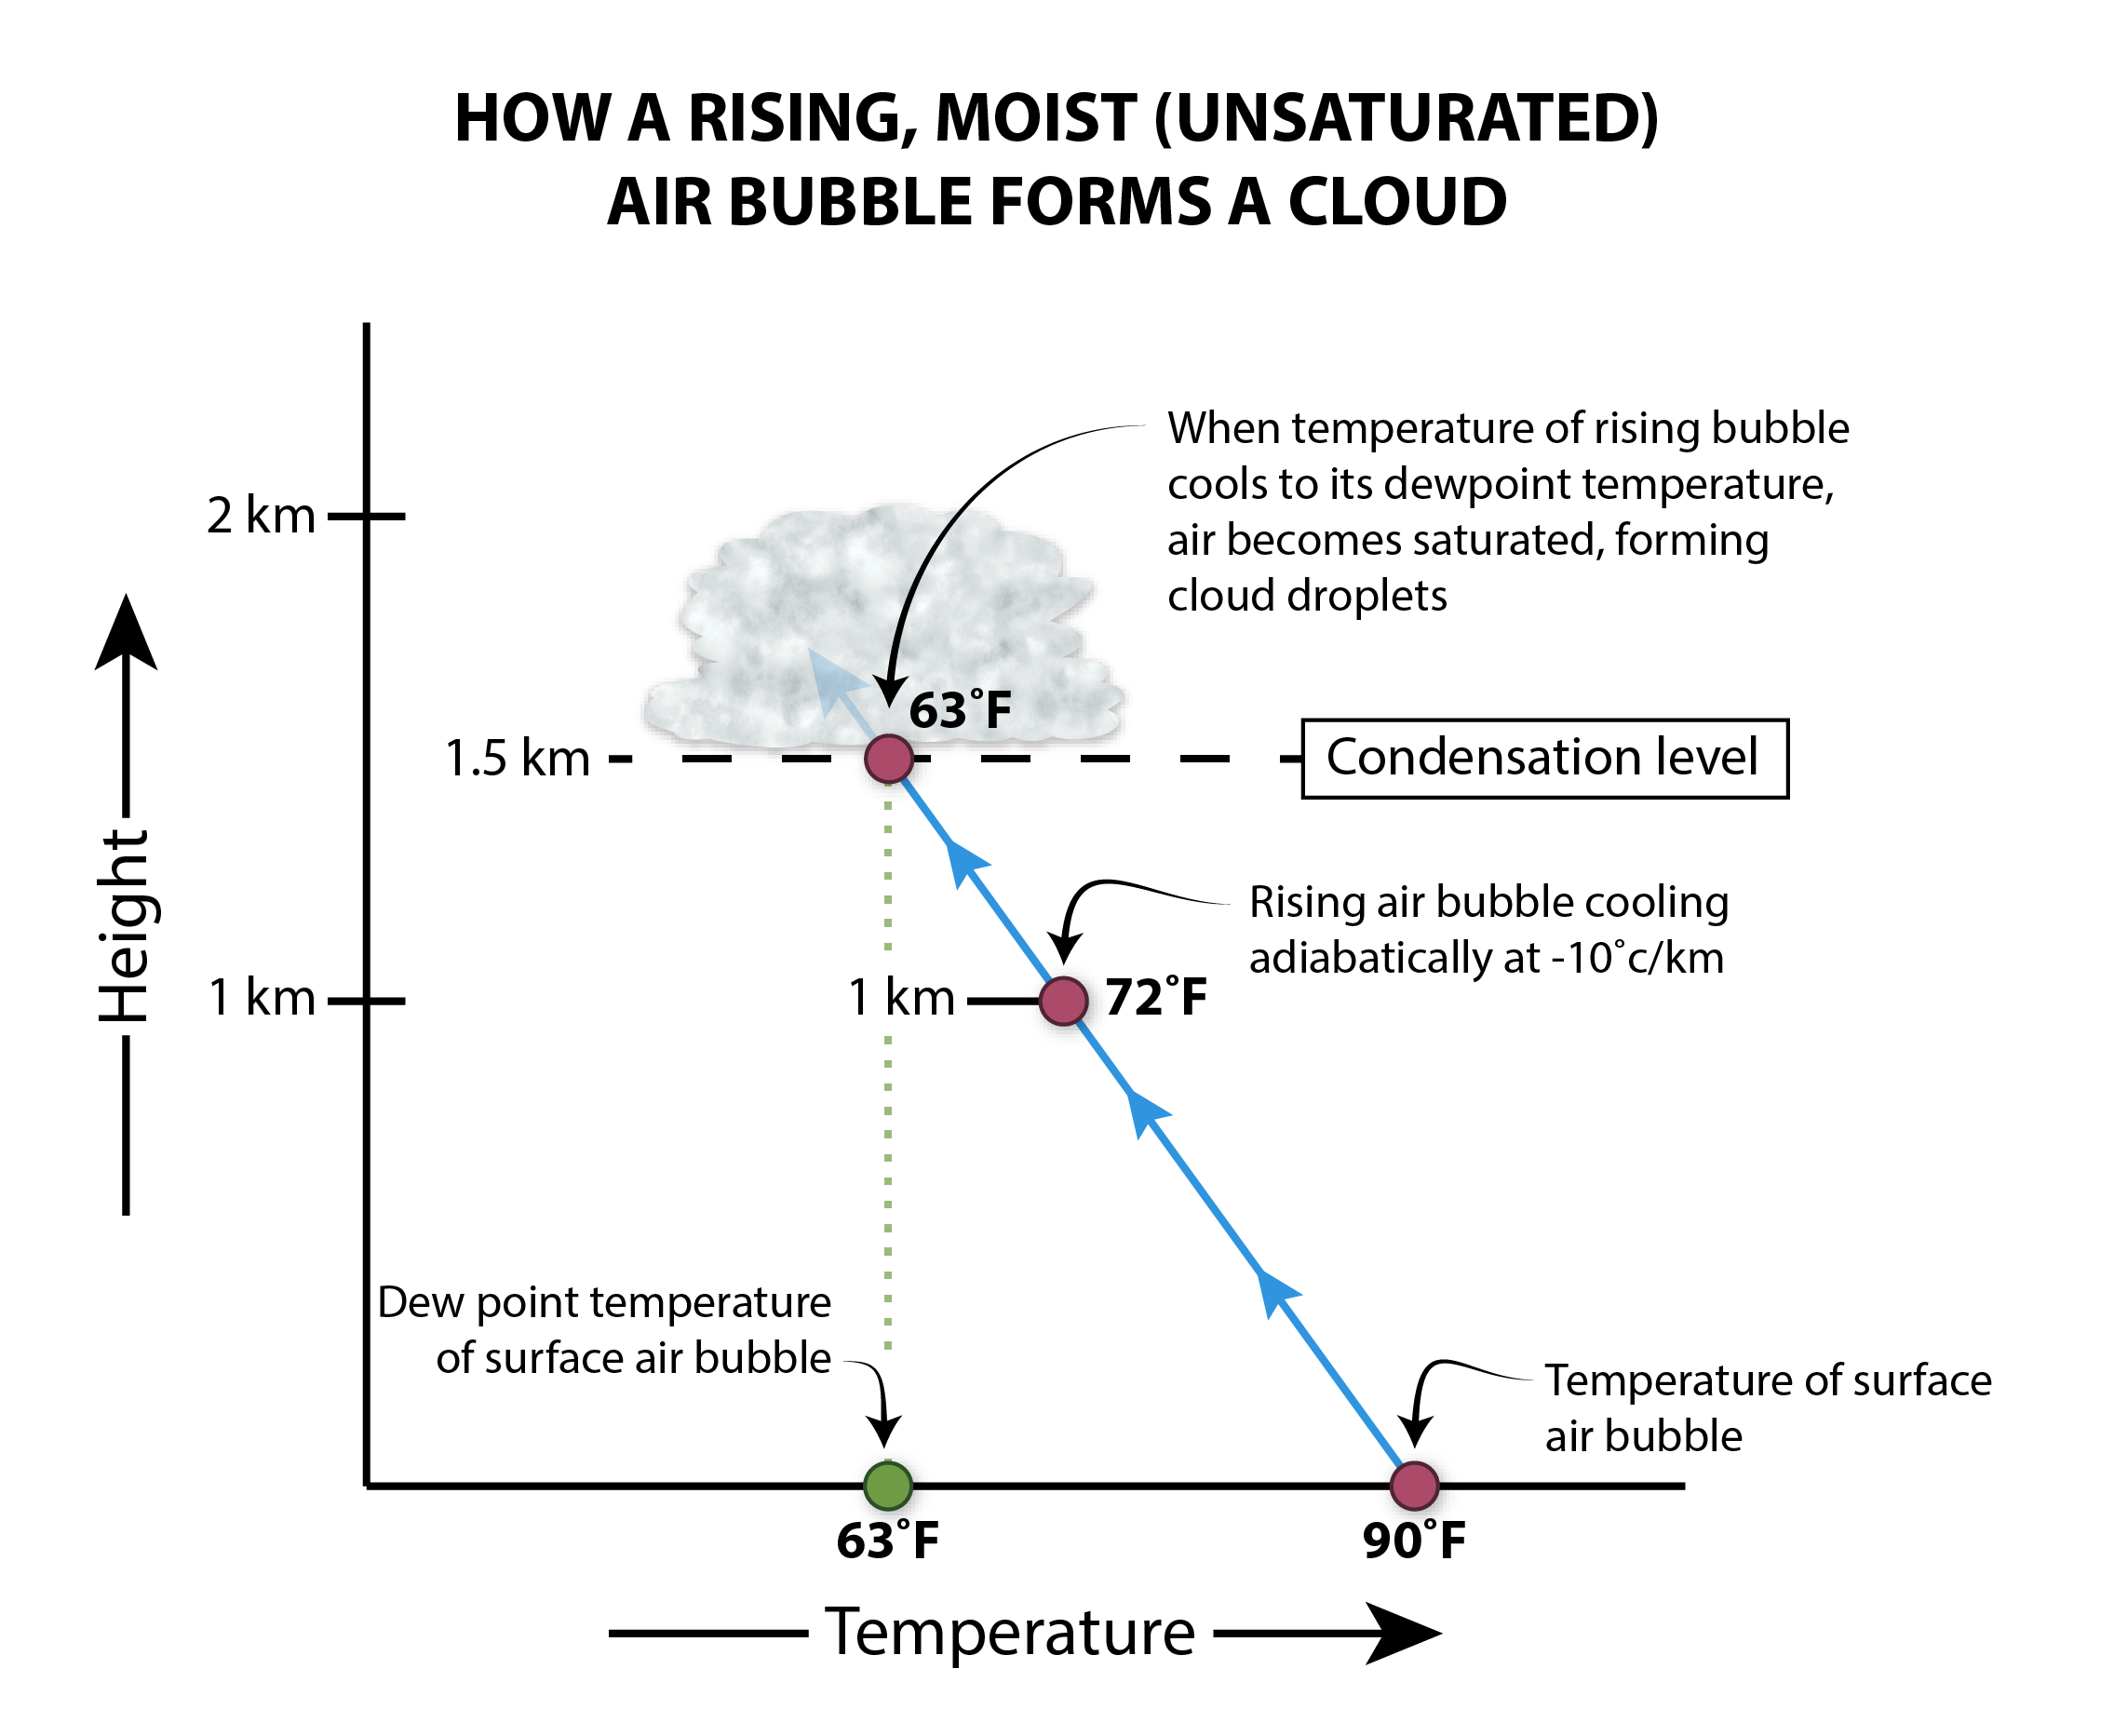 HOW A RISING, MOIST (UNSATURATED)
AIR BUBBLE FORMS A CLOUD
When temperature of rising bubble
cools to its dewpoint temperature,
air becomes saturated, forming
cloud droplets
2 km
63˚F
1.5 km
Condensation level
Height
Rising air bubble cooling
adiabatically at -10˚c/km
1 km
1 km
72˚F
Dew point temperature
of surface air bubble
Temperature of surface
air bubble
63˚F
90˚F
Temperature